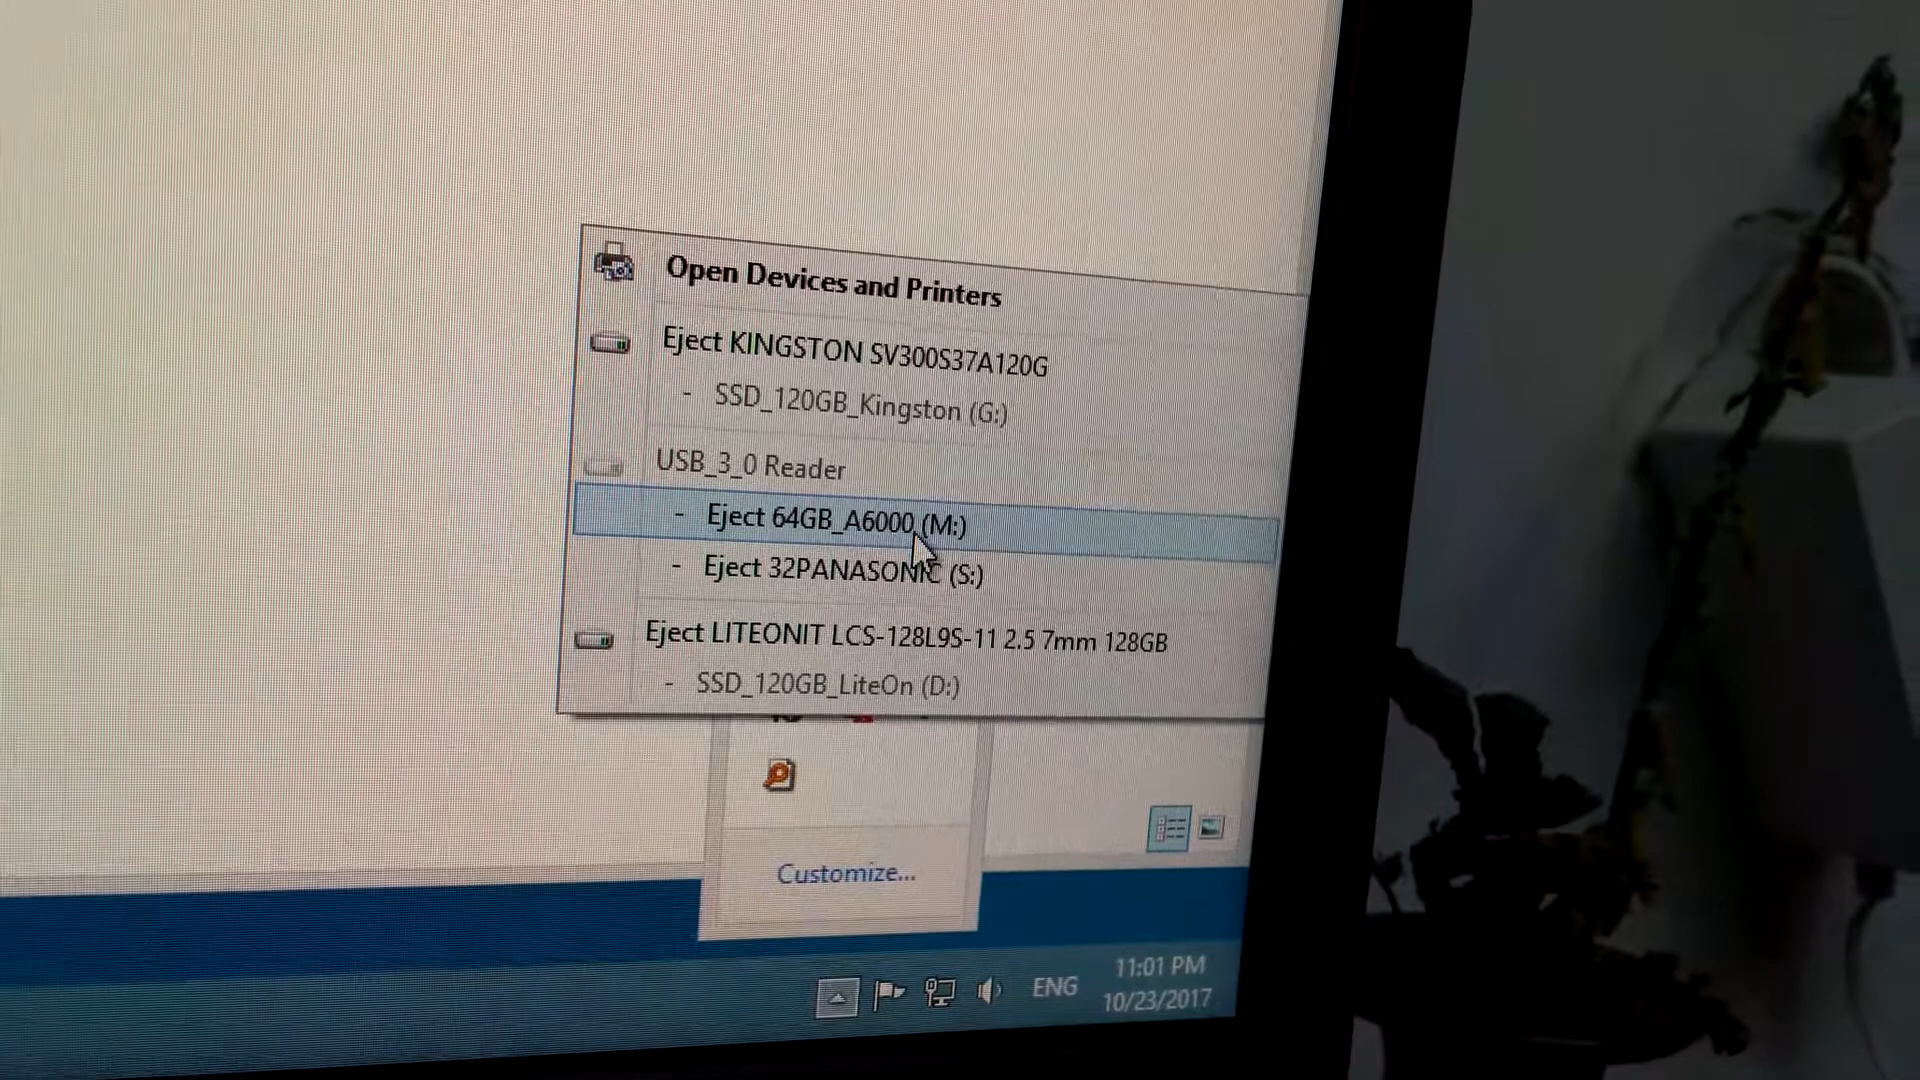 Open Devices and Printers
Eject KINGSTON SV300S37A120G
- SSD_120GB_Kingston (G:)
USB_3_0 Reader
- Eject 64GB_A6000 (M:)
- Eject 32PANASONIC (S:)
Eject LITEONIT LCS-128L9S-11 2.5 7mm 128GB
- SSD_120GB_LiteOn (D:)
Customize...
ENG
11:01 PM
10/23/2017